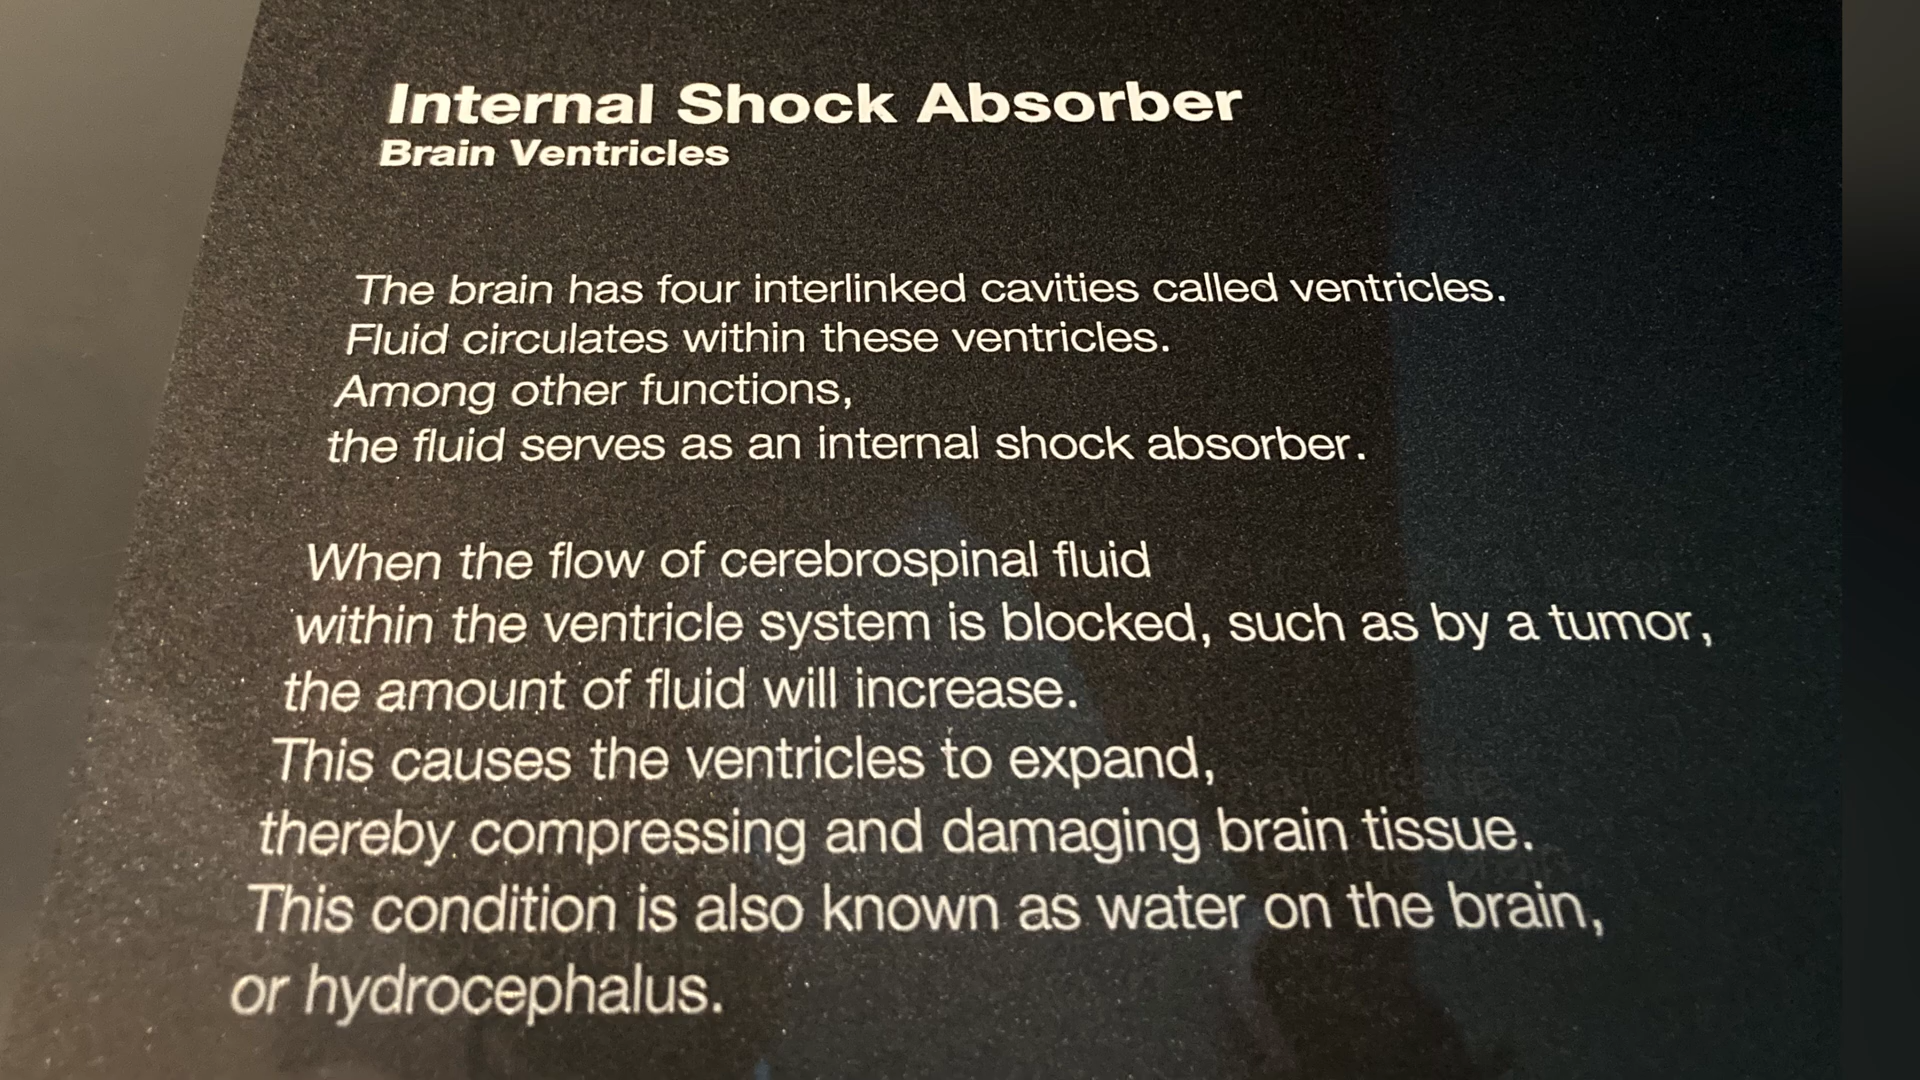 Internal Shock Absorber
Brain Ventricles
The brain has four interlinked cavities called ventricles.
Fluid circulates within these ventricles.
Among other functions,
the fluid serves as an internal shock absorber.
When the flow of cerebrospinal fluid
within the ventricle system is blocked, such as by a tumor,
the amount of fluid will increase.
This causes the ventricles to expand,
thereby compressing and damaging brain tissue.
This condition is also known as water on the brain,
or hydrocephalus.